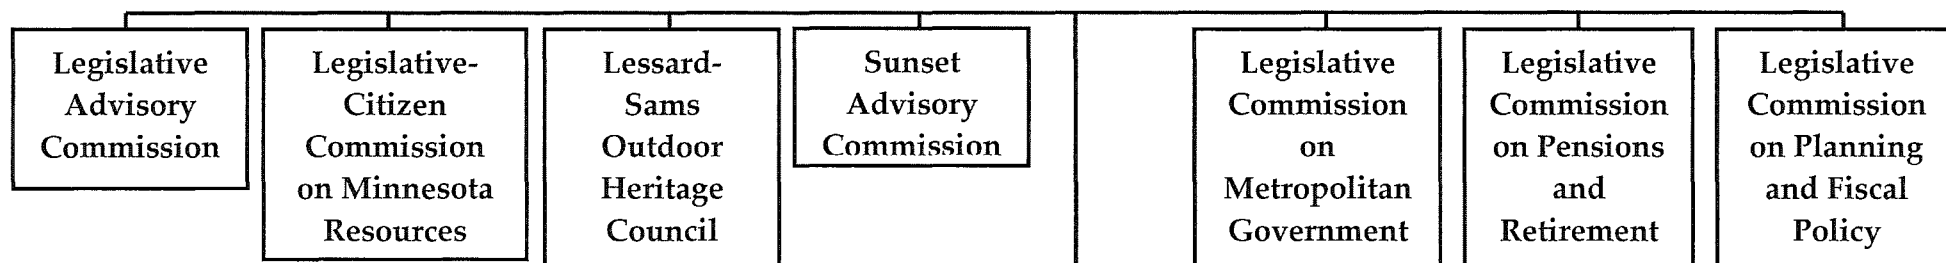 Legislative
Advisory
Commission
Legislative-
Citizen
Commission
on Minnesota
Resources
Lessard-
Sams
Outdoor
Heritage
Council
Sunset
Advisory
Commission
Legislative
Commission
on
Metropolitan
Government
Legislative
Commission
on Pensions
and
Retirement
Legislative
Commission
on Planning
and Fiscal
Policy